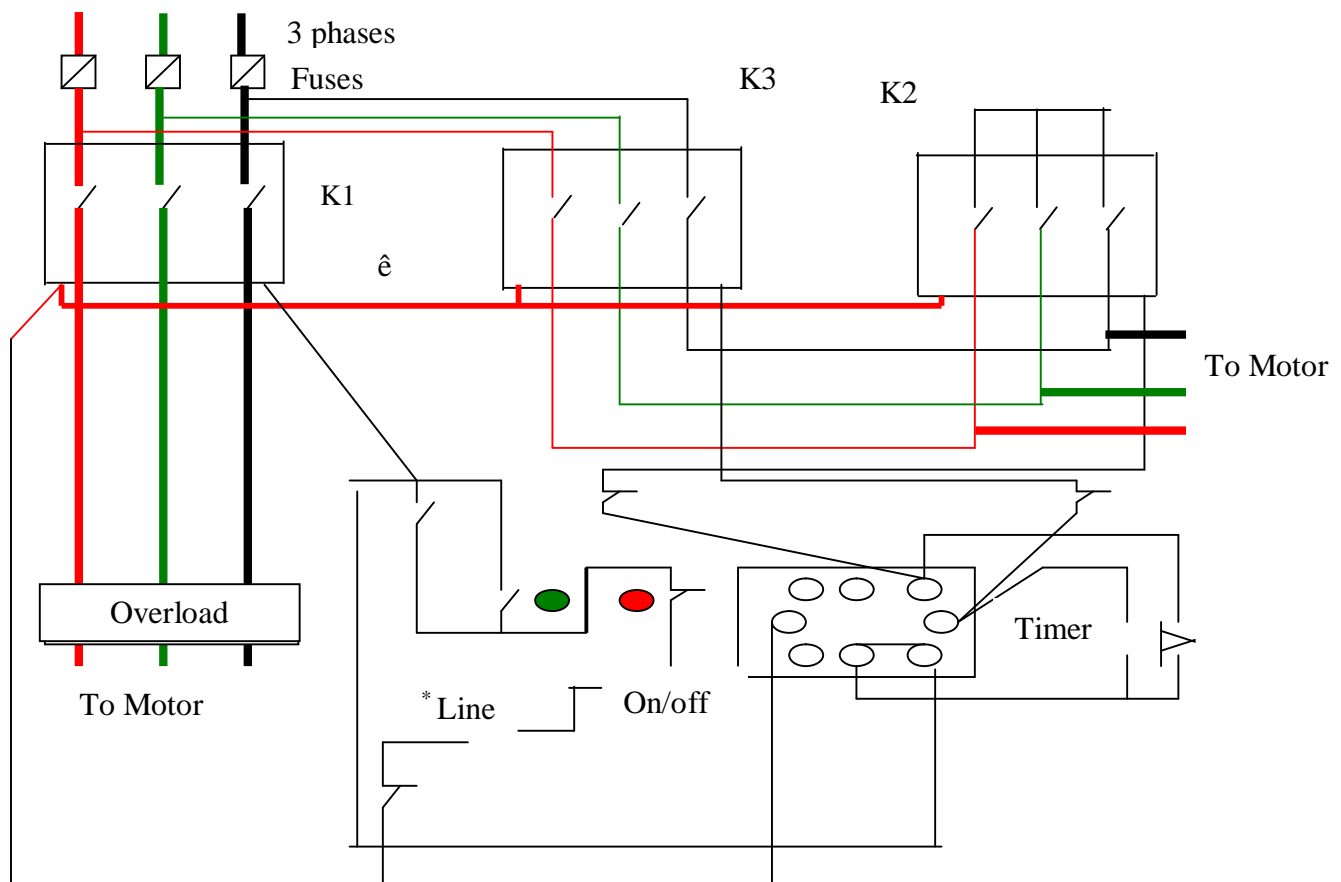 3 phases
Fuses
K3
K2
K1
ê
To Motor
Overload
Timer
To Motor
*Line
On/off